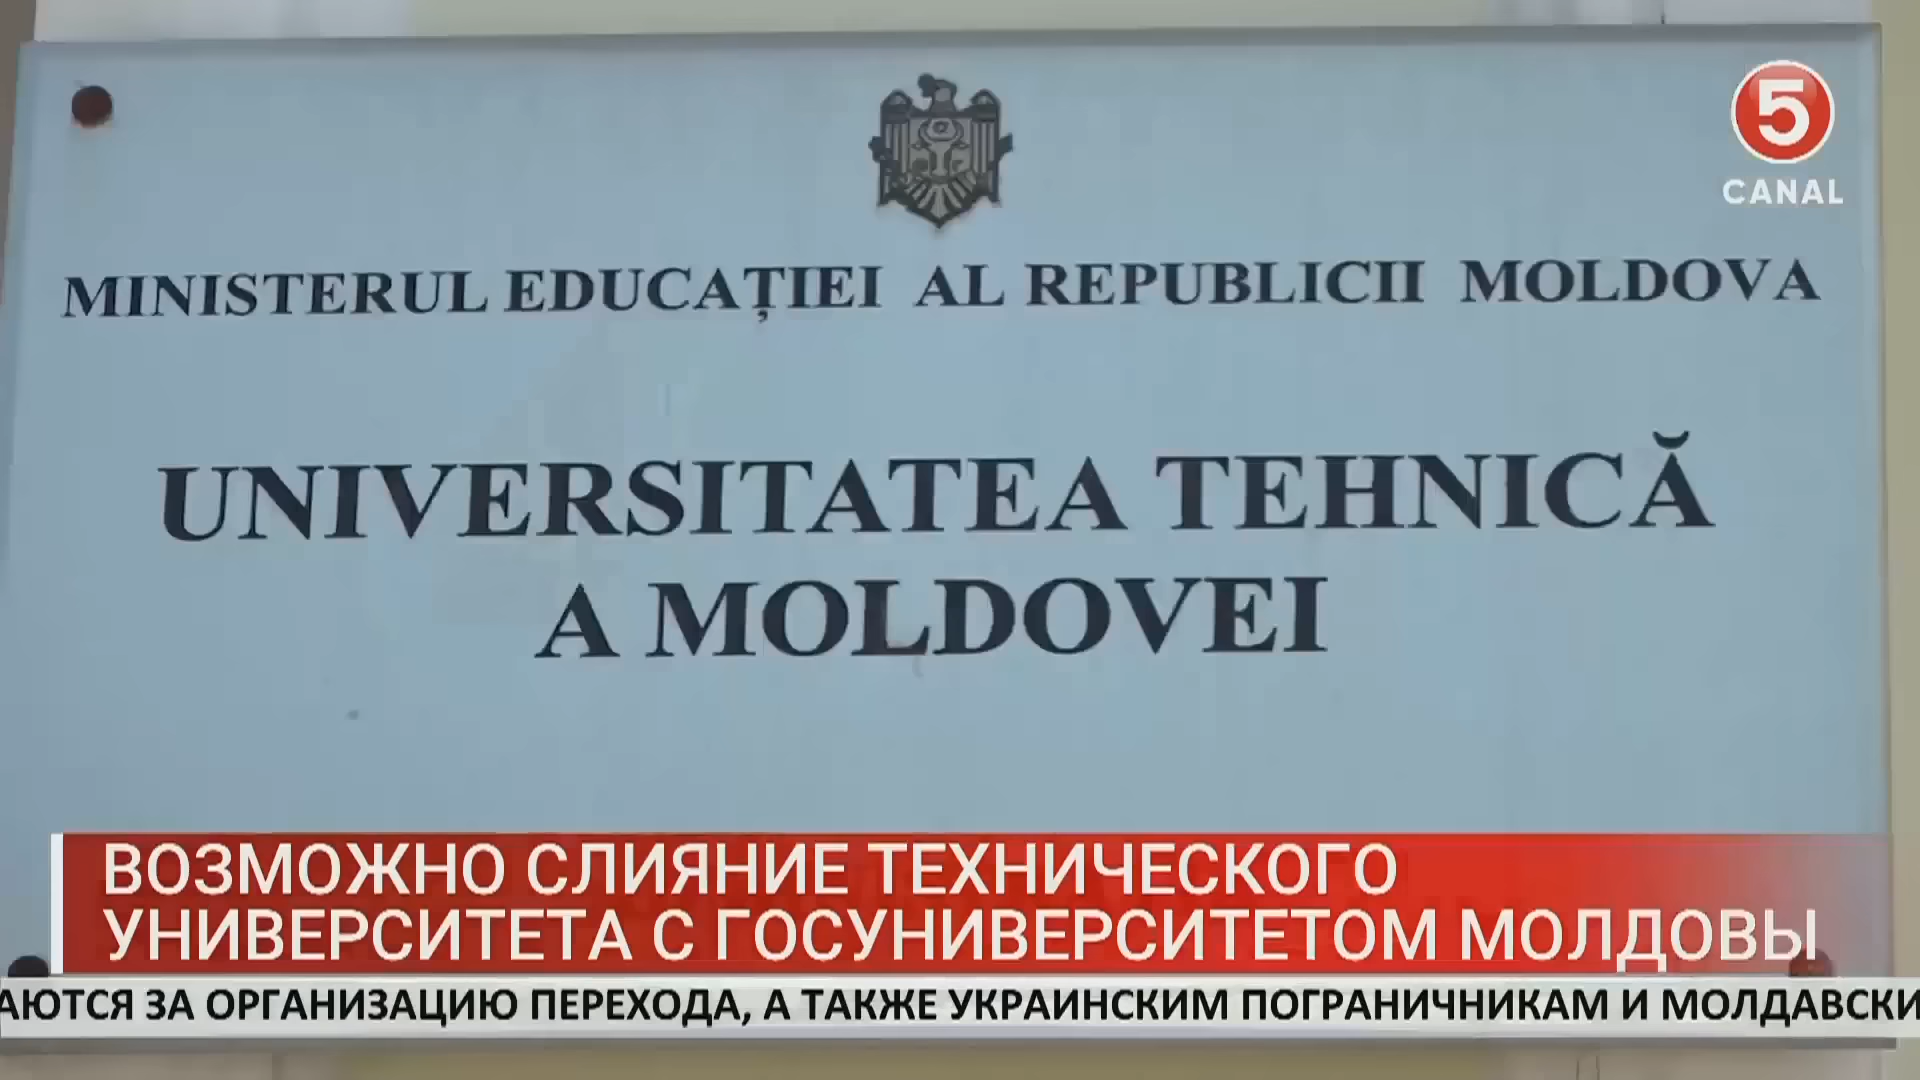 5
CANAL
MINISTERUL EDUCAȚIEI AL REPUBLICII MOLDOVA
UNIVERSITATEA TEHNICĂ
A MOLDOVEI
ВОЗМОЖНО СЛИЯНИЕ ТЕХНИЧЕСКОГО
УНИВЕРСИТЕТА С ГОСУНИВЕРСИТЕТОМ МОЛДОВЫ
АЮТСЯ ЗА ОРГАНИЗАЦИЮ ПЕРЕХОДА, А ТАКЖЕ УКРАИНСКИМ ПОГРАНИЧНИКАМ И МОЛДАВСКИ